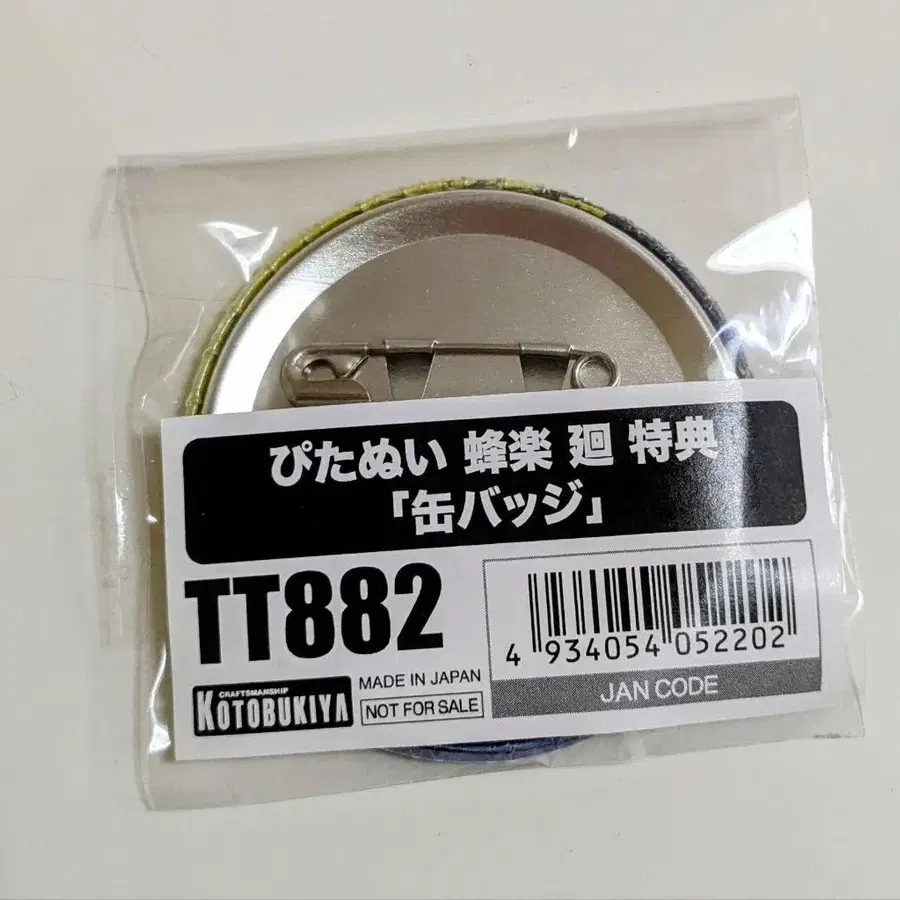 ぴたぬい 蜂楽 廻 特典
「缶バッジ」
TT882
CRAFTSMANSHIP
KOTOBUKIYA
MADE IN JAPAN
NOT FOR SALE
4 934054 052202
JAN CODE